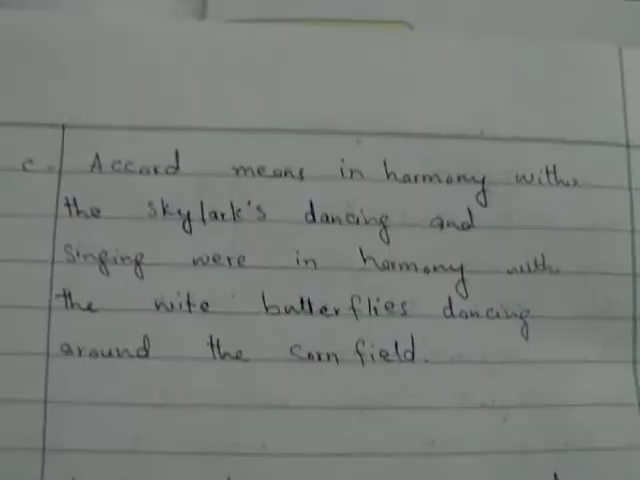 c. Accord means in harmony with
the skylark's dancing and
singing were in harmony with
the wite butterflies dancing
around the corn field.